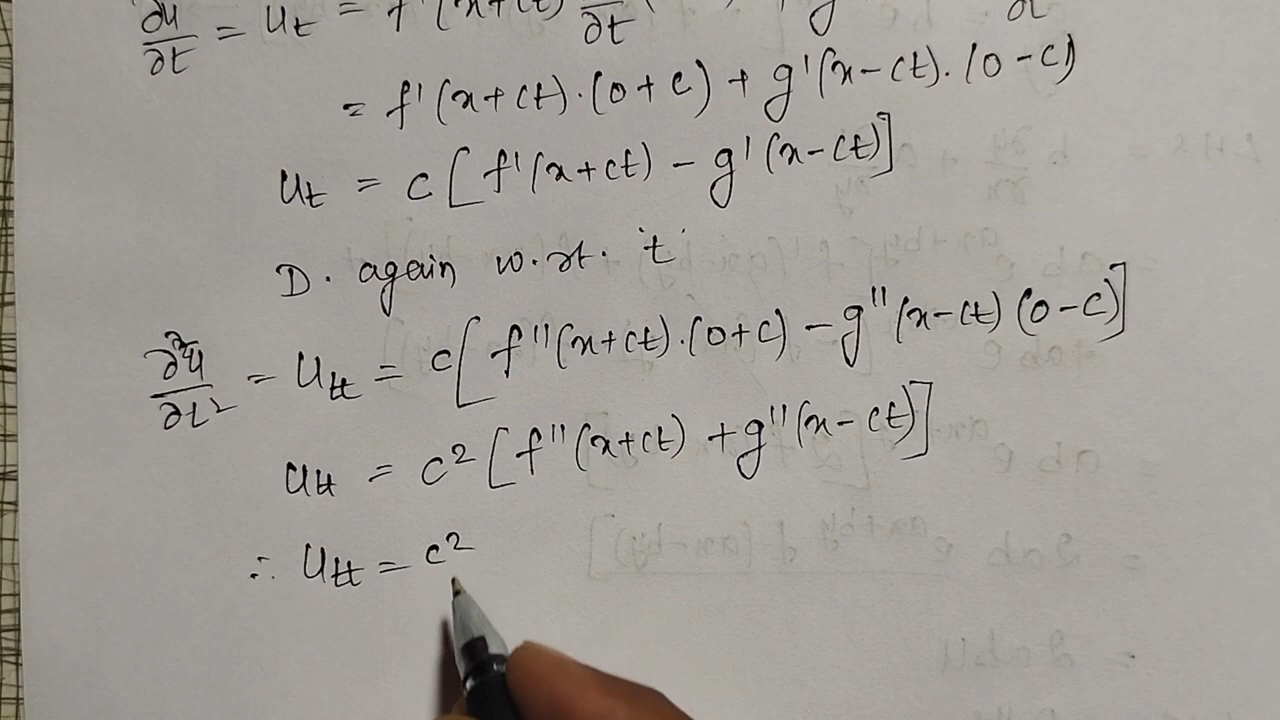 ∂u/∂t = u_t = f'(x+ct) ∂/∂t
= f'(x+ct).(0+c) + g'(x-ct).(0-c)
u_t = c[f'(x+ct) - g'(x-ct)]
D. again w.r.t. 't'
∂²u/∂t² = u_tt = c[f''(x+ct).(0+c) - g''(x-ct)(0-c)]
u_tt = c²[f''(x+ct) + g''(x-ct)]
∴ u_tt = c²